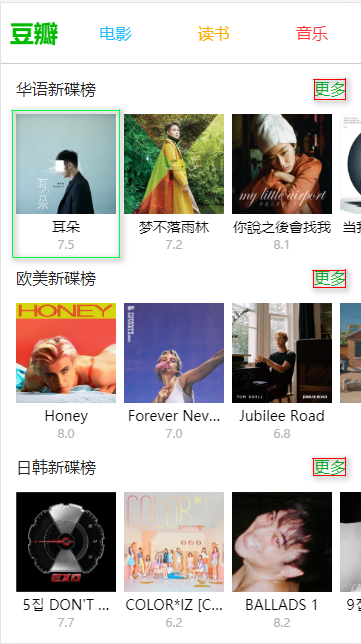 豆瓣 电影 读书 音乐
华语新碟榜 更多
耳朵
my little airport
耳朵 梦不落雨林 你說之後會找我 当我
7.5 7.2 8.1
欧美新碟榜 更多
HONEY
TOM ODELL JUBILEE ROAD
Honey Forever Nev... Jubilee Road
8.0 7.0 6.8
日韩新碟榜 更多
COLOR*IZ
EXO
5집 DON'T ... COLOR*IZ [C... BALLADS 1 9집
7.7 6.2 8.2